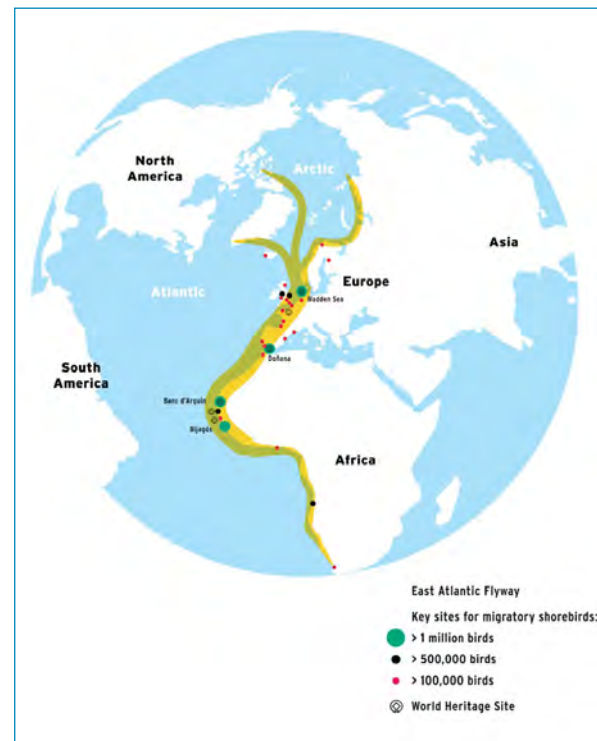 North
America
Arctic
Asia
Europe
Atlantic
Wadden Sea
South
America
Doñana
Banc d'Arquin
Bijagós
Africa
East Atlantic Flyway
Key sites for migratory shorebirds:
> 1 million birds
> 500,000 birds
> 100,000 birds
World Heritage Site